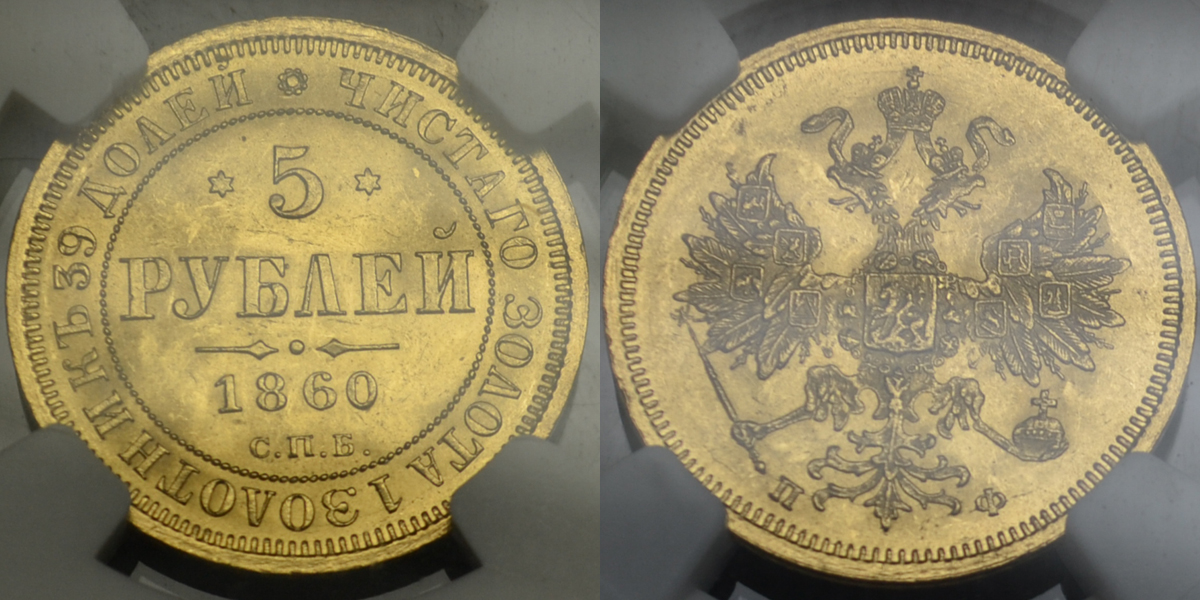 5
РУБЛЕЙ
1860
С.П.Б.
ЧИСТАГО ЗОЛОТА 1 ЗОЛОТНИКЪ 39 ДОЛЕЙ
П Ф